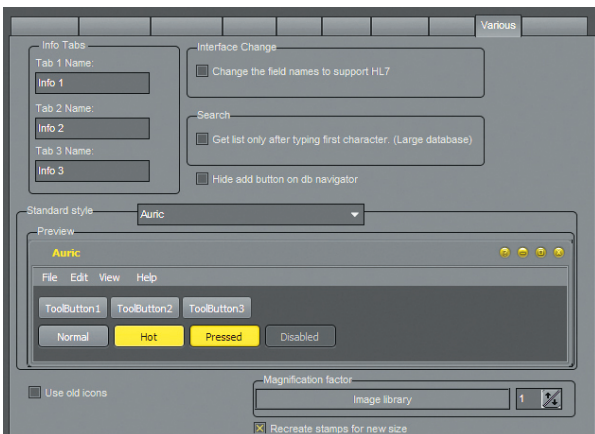 Various
Info Tabs
Tab 1 Name:
Info 1
Tab 2 Name:
Info 2
Tab 3 Name:
Info 3
Interface Change
Change the field names to support HL7
Search
Get list only after typing first character. (Large database)
Hide add button on db navigator
Standard style
Auric
Preview
Auric
File Edit View Help
ToolButton1 ToolButton2 ToolButton3
Normal Hot Pressed Disabled
Use old icons
Magnification factor
Image library 1
Recreate stamps for new size